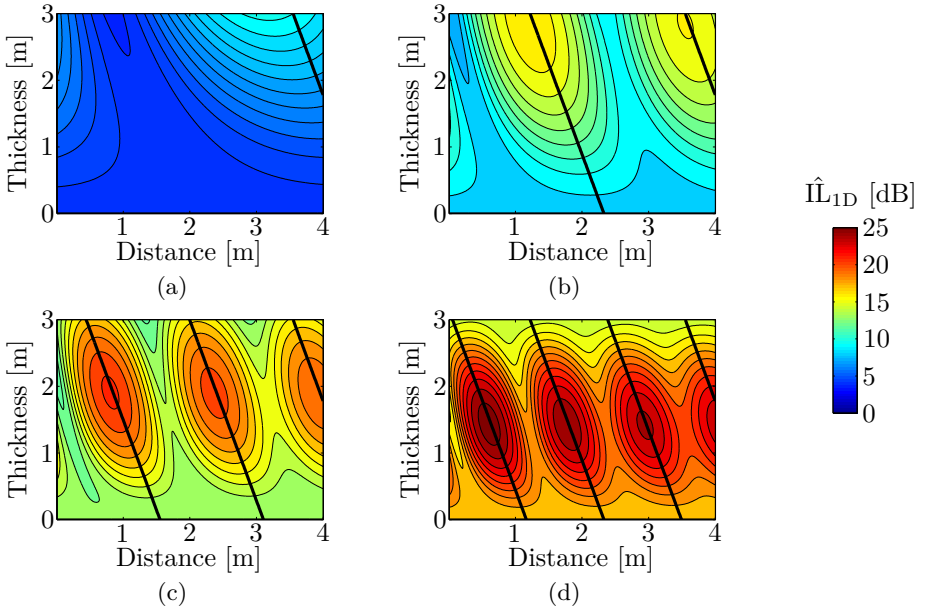 3
2
1
0
Thickness [m]
1 2 3 4
Distance [m]
(a)
3
2
1
0
Thickness [m]
1 2 3 4
Distance [m]
(b)
ÎL1D [dB]
25
20
15
10
5
0
3
2
1
0
Thickness [m]
1 2 3 4
Distance [m]
(c)
3
2
1
0
Thickness [m]
1 2 3 4
Distance [m]
(d)